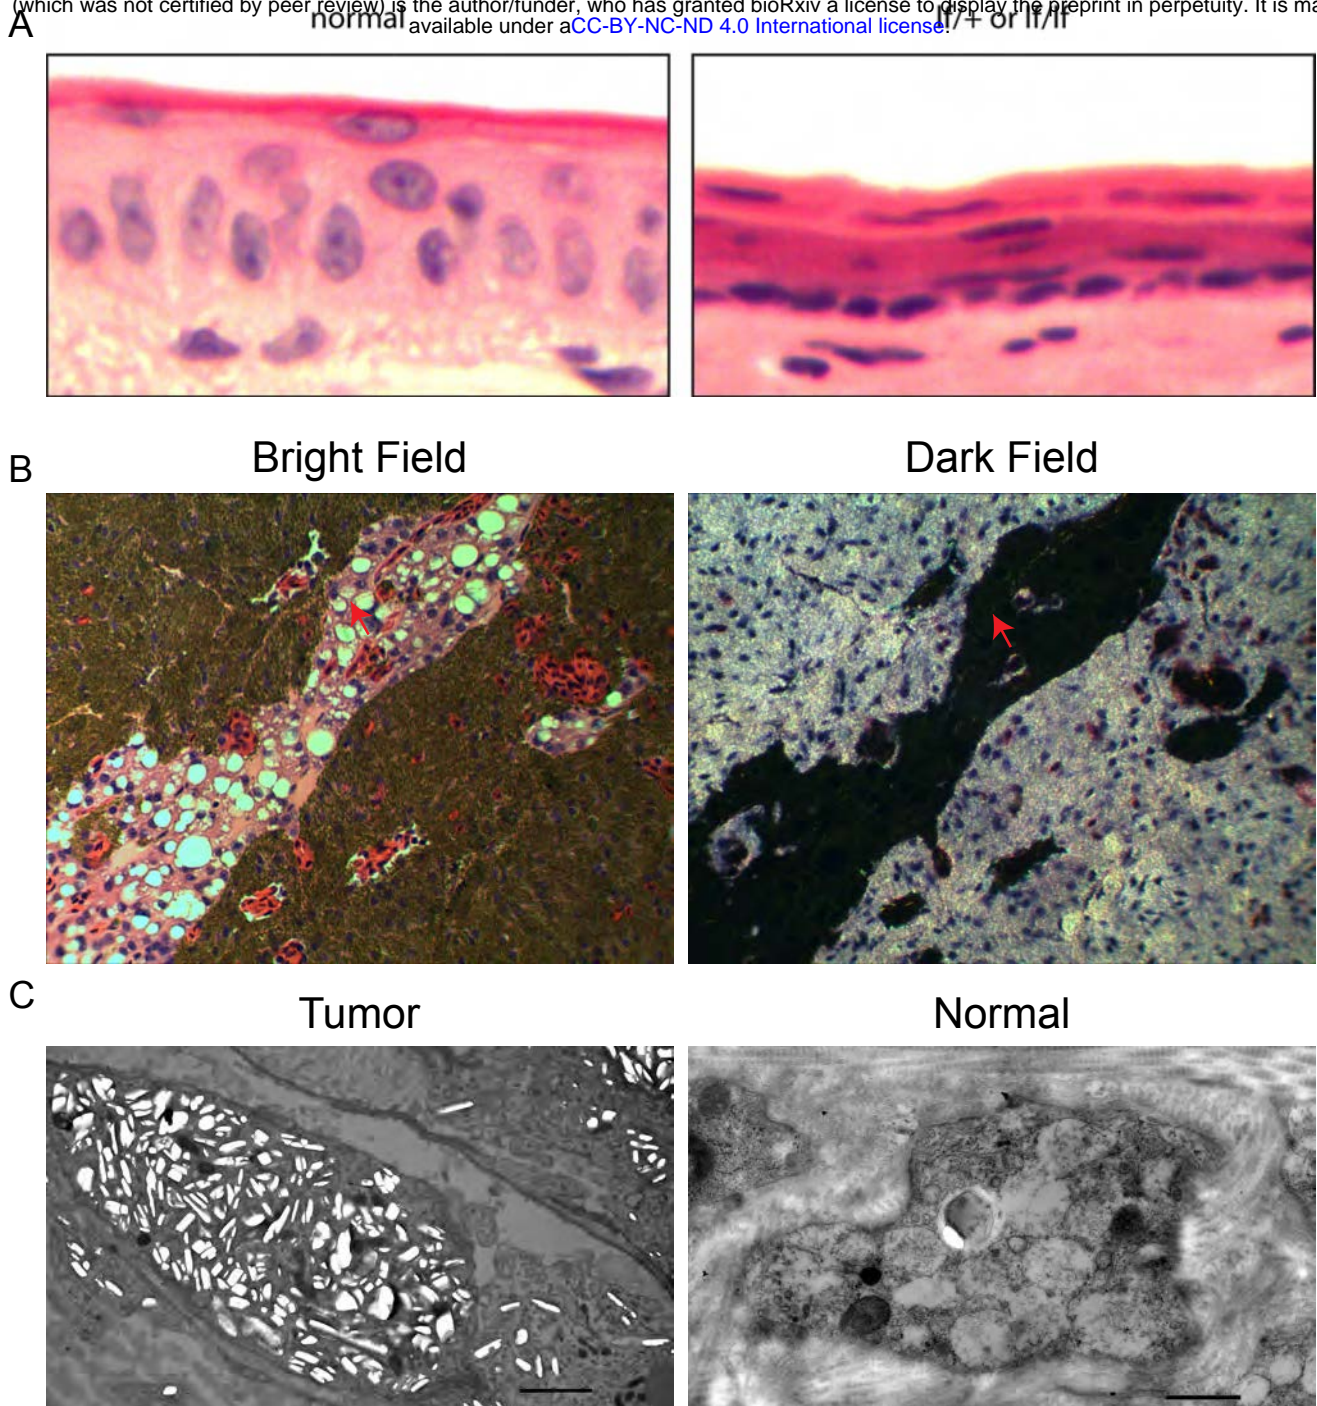 (which was not certified by peer review) is the author/funder, who has granted bioRxiv a license to display the preprint in perpetuity. It is ma
available under aCC-BY-NC-ND 4.0 International license.
A
normal
lf/+ or lf/lf
B
Bright Field
Dark Field
C
Tumor
Normal